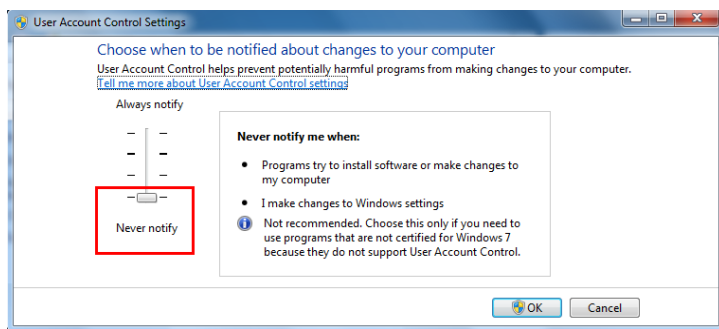 User Account Control Settings
Choose when to be notified about changes to your computer
User Account Control helps prevent potentially harmful programs from making changes to your computer.
Tell me more about User Account Control settings
Always notify
Never notify me when:
• Programs try to install software or make changes to
my computer
• I make changes to Windows settings
Not recommended. Choose this only if you need to
use programs that are not certified for Windows 7
because they do not support User Account Control.
Never notify
OK Cancel